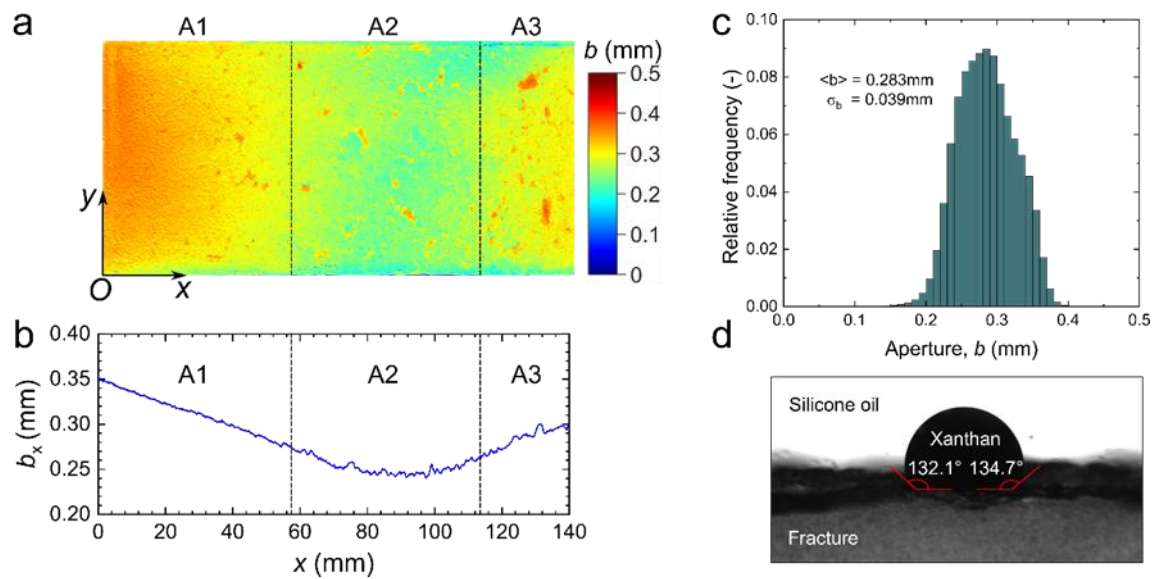 a
A1
A2
A3
b (mm)
0.5
0.4
0.3
0.2
0.1
0
y
O
x
b
0.40
0.35
0.30
0.25
0.20
bx (mm)
A1
A2
A3
0
20
40
60
80
100
120
140
x (mm)
c
0.10
0.08
0.06
0.04
0.02
0.00
Relative frequency (-)
<b> = 0.283mm
σb = 0.039mm
0.0
0.1
0.2
0.3
0.4
0.5
Aperture, b (mm)
d
Silicone oil
Xanthan
132.1° 134.7°
Fracture